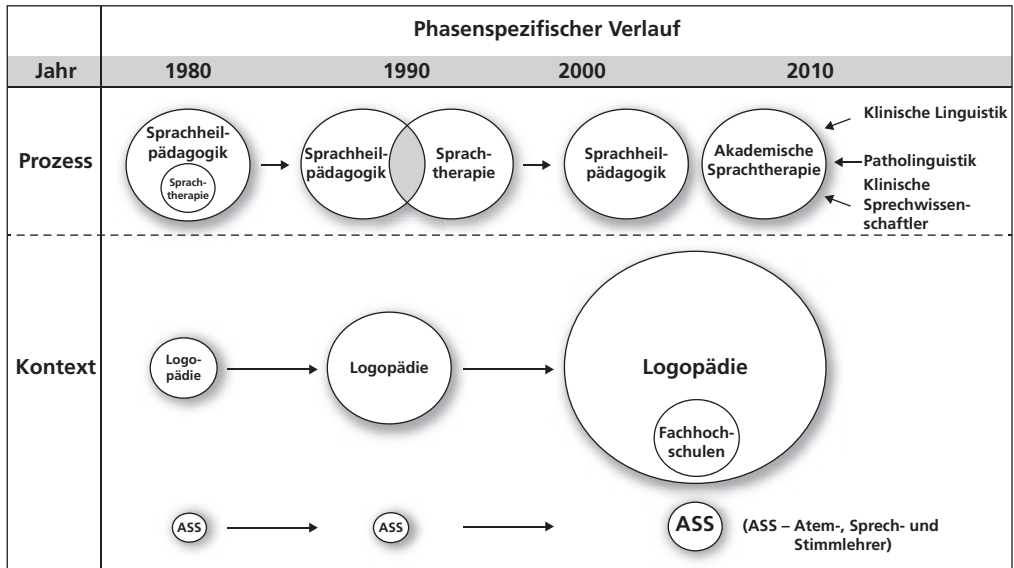 Phasenspezifischer Verlauf
Jahr 1980 1990 2000 2010
Prozess
Sprachheil-
pädagogik
Sprach-
therapie
Sprachheil-
pädagogik
Sprach-
therapie
Sprachheil-
pädagogik
Akademische
Sprachtherapie
Klinische Linguistik
Patholinguistik
Klinische
Sprechwissen-
schaftler
Kontext
Logo-
pädie
Logopädie
Logopädie
Fachhoch-
schulen
ASS
ASS
ASS
(ASS – Atem-, Sprech- und
Stimmlehrer)